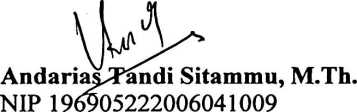 Andarias Tandi Sitammu, M.Th.
NIP 196905222006041009